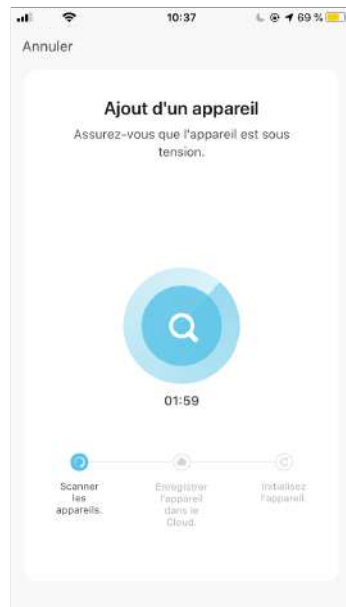 10:37
69 %
Annuler
Ajout d'un appareil
Assurez-vous que l'appareil est sous
tension.
01:59
Scanner
les
appareils.
Enregistrer
l'appareil
dans le
Cloud.
Initialisez
l'appareil.